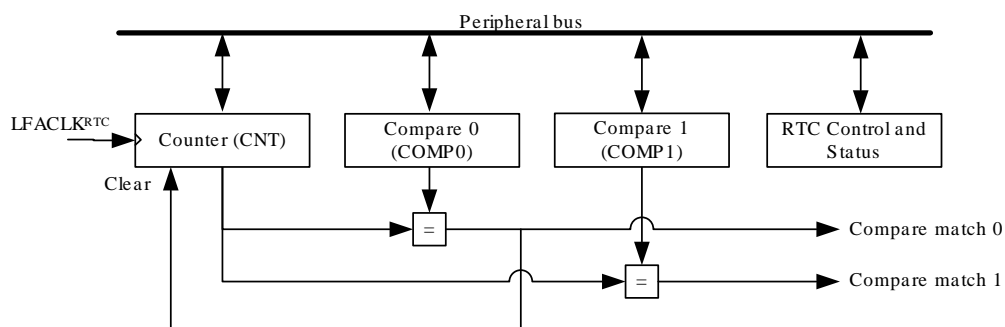 Peripheral bus
LFACLKRTC
Counter (CNT)
Compare 0
(COMP0)
Compare 1
(COMP1)
RTC Control and
Status
Clear
=
Compare match 0
=
Compare match 1